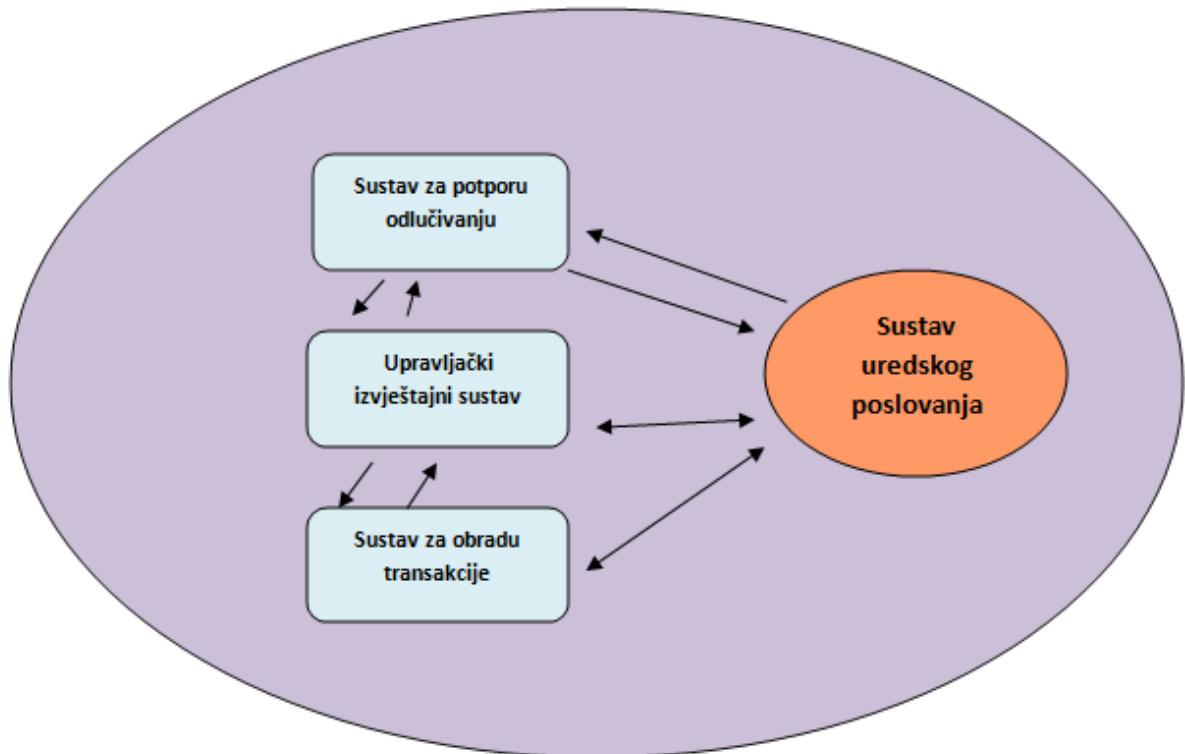 Sustav za potporu
odlučivanju
Upravljački
izvještajni sustav
Sustav za obradu
transakcije
Sustav
uredskog
poslovanja